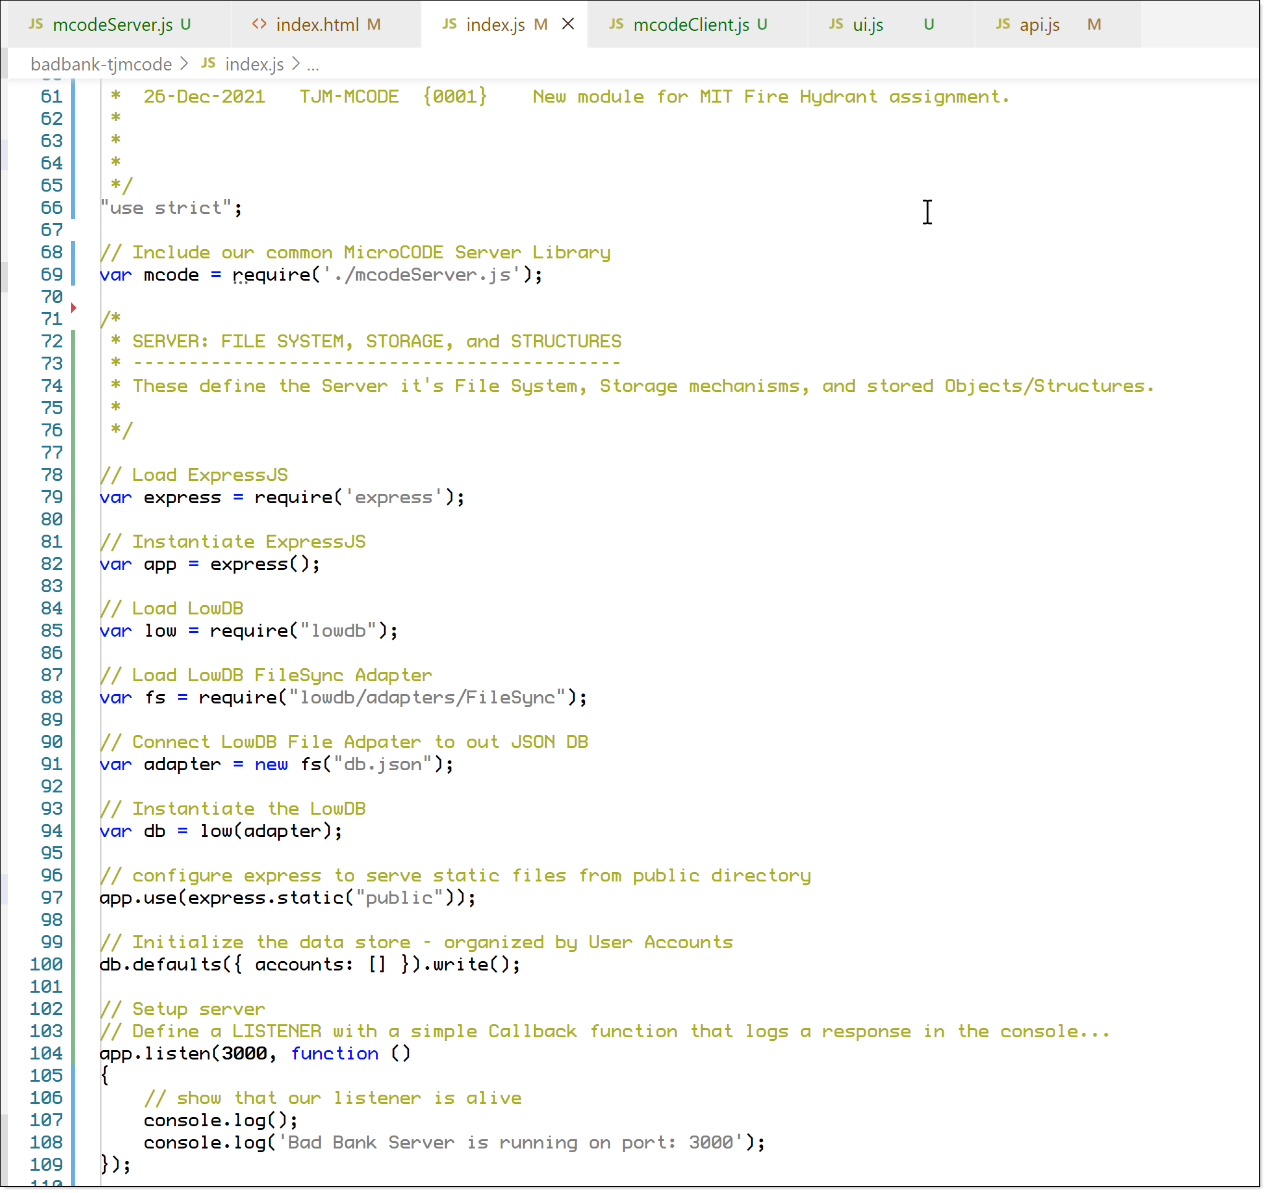 JS mcodeServer.js U <> index.html M JS index.js M × JS mcodeClient.js U JS ui.js U JS api.js M
badbank-tjmcode > JS index.js > ...
61 * 26-Dec-2021 TJM-MCODE {0001} New module for MIT Fire Hydrant assignment.
62 *
63 *
64 *
65 */
66 "use strict";
67
68 // Include our common MicroCODE Server Library
69 var mcode = require('./mcodeServer.js');
70
71 /*
72 * SERVER: FILE SYSTEM, STORAGE, and STRUCTURES
73 * --------------------------------------------
74 * These define the Server it's File System, Storage mechanisms, and stored Objects/Structures.
75 *
76 */
77
78 // Load ExpressJS
79 var express = require('express');
80
81 // Instantiate ExpressJS
82 var app = express();
83
84 // Load LowDB
85 var low = require("lowdb");
86
87 // Load LowDB FileSync Adapter
88 var fs = require("lowdb/adapters/FileSync");
89
90 // Connect LowDB File Adpater to out JSON DB
91 var adapter = new fs("db.json");
92
93 // Instantiate the LowDB
94 var db = low(adapter);
95
96 // configure express to serve static files from public directory
97 app.use(express.static("public"));
98
99 // Initialize the data store - organized by User Accounts
100 db.defaults({ accounts: [] }).write();
101
102 // Setup server
103 // Define a LISTENER with a simple Callback function that logs a response in the console...
104 app.listen(3000, function ()
105 {
106 // show that our listener is alive
107 console.log();
108 console.log('Bad Bank Server is running on port: 3000');
109 });